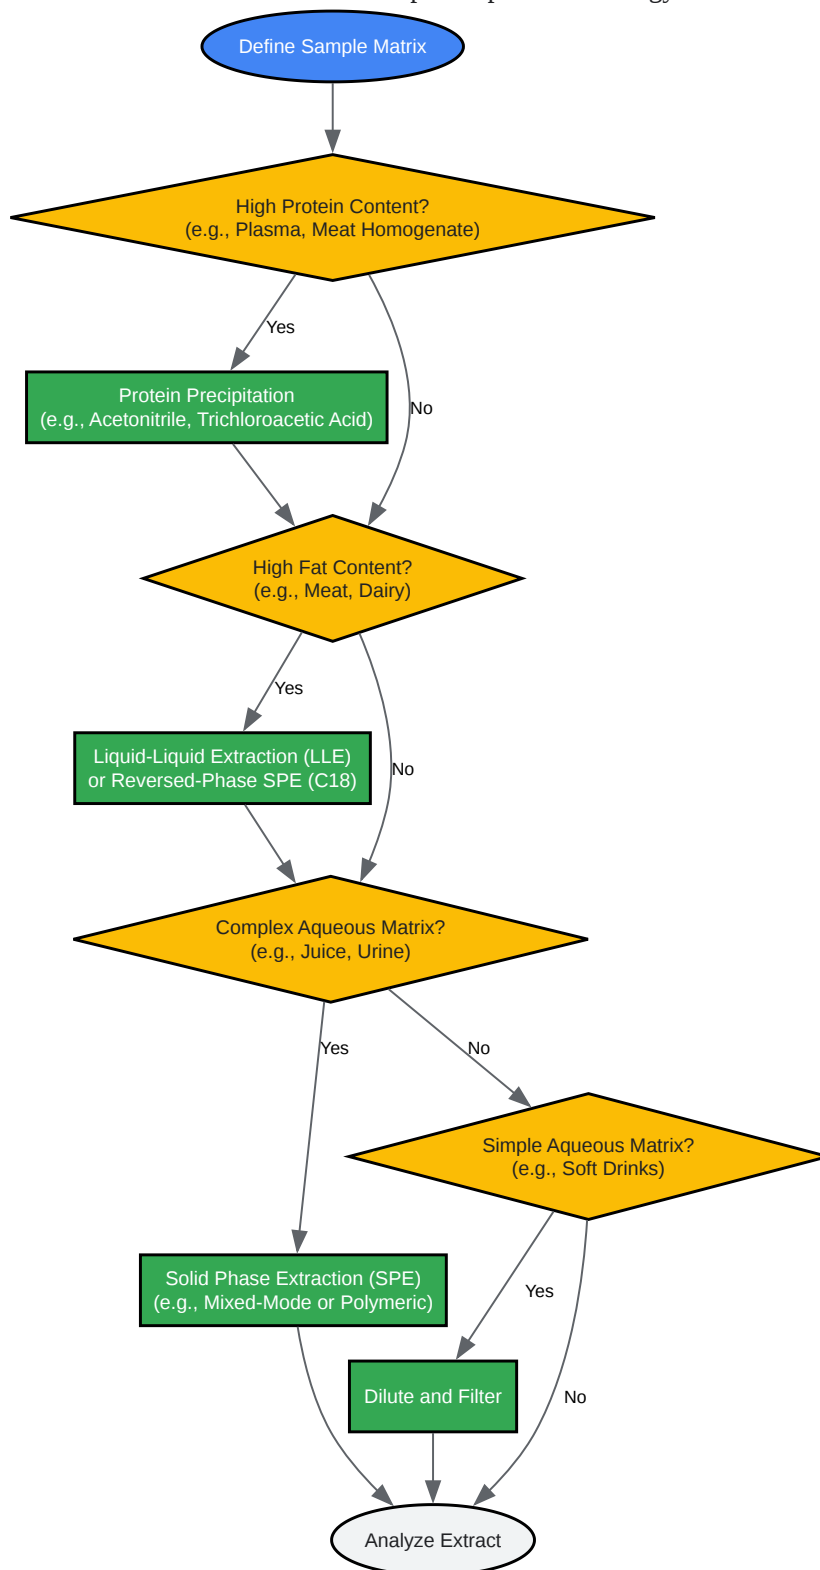 Define Sample Matrix
High Protein Content?
(e.g., Plasma, Meat Homogenate)
Yes
Protein Precipitation
(e.g., Acetonitrile, Trichloroacetic Acid)
No
High Fat Content?
(e.g., Meat, Dairy)
Yes
Liquid-Liquid Extraction (LLE)
or Reversed-Phase SPE (C18)
No
Complex Aqueous Matrix?
(e.g., Juice, Urine)
Yes
No
Simple Aqueous Matrix?
(e.g., Soft Drinks)
Solid Phase Extraction (SPE)
(e.g., Mixed-Mode or Polymeric)
Yes
Dilute and Filter
No
Analyze Extract